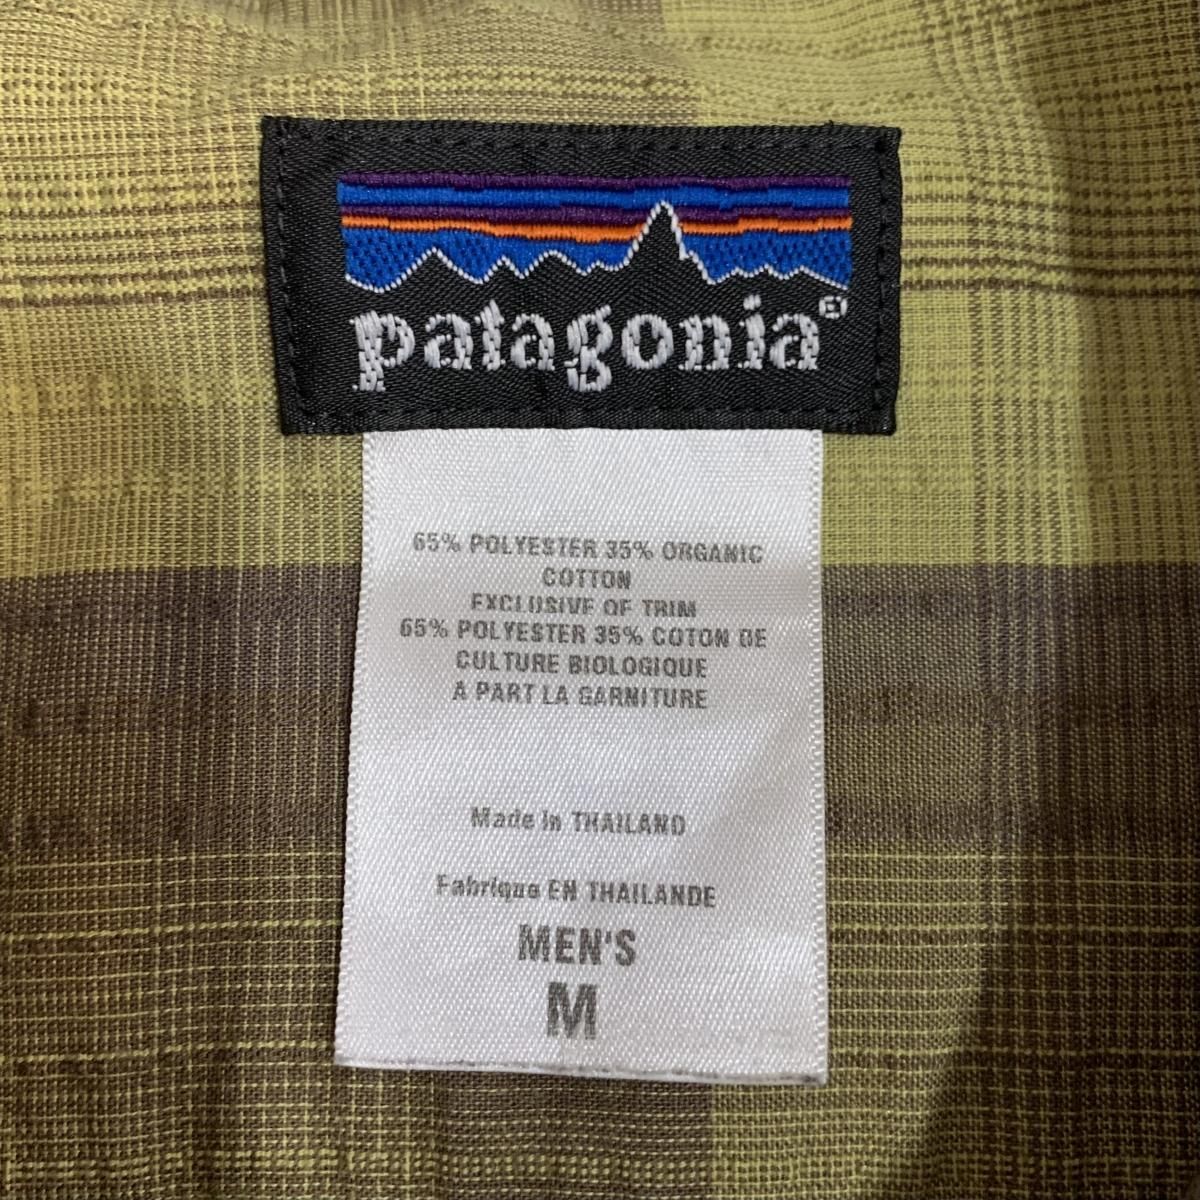 patagonia®
65% POLYESTER 35% ORGANIC
COTTON
EXCLUSIVE OF TRIM
65% POLYESTER 35% COTON DE
CULTURE BIOLOGIQUE
A PART LA GARNITURE
Made in THAILAND
Fabrique EN THAILANDE
MEN'S
M